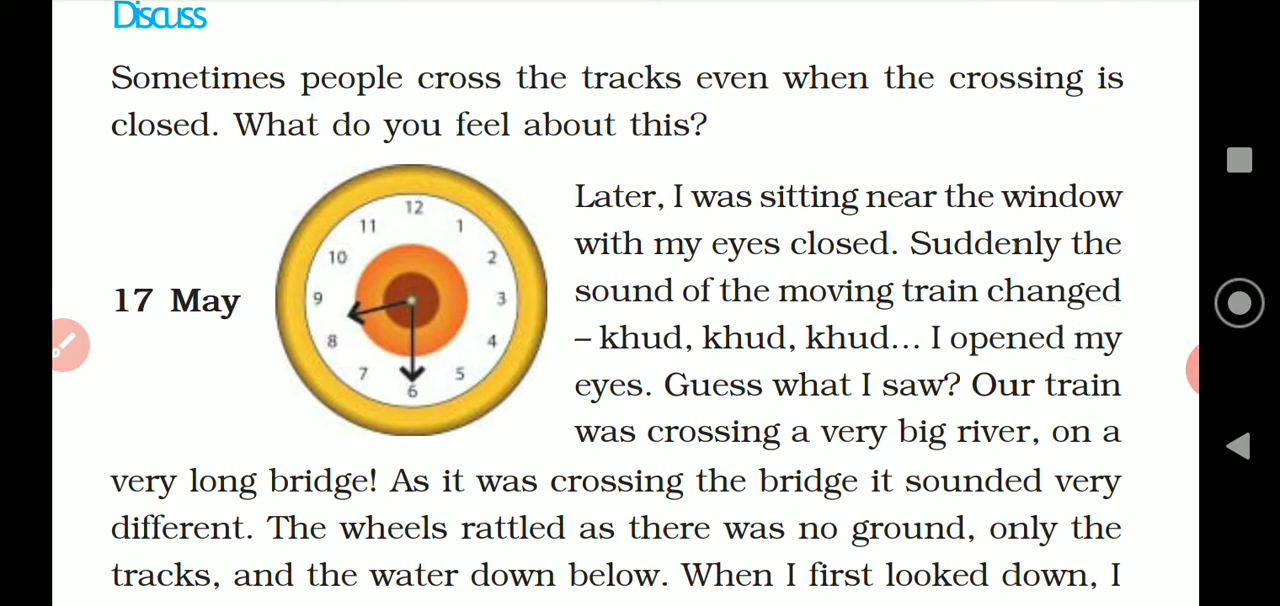 Discuss
Sometimes people cross the tracks even when the crossing is
closed. What do you feel about this?
12
11 1
10 2
9 3
8 4
7 5
6
17 May
Later, I was sitting near the window
with my eyes closed. Suddenly the
sound of the moving train changed
– khud, khud, khud... I opened my
eyes. Guess what I saw? Our train
was crossing a very big river, on a
very long bridge! As it was crossing the bridge it sounded very
different. The wheels rattled as there was no ground, only the
tracks, and the water down below. When I first looked down, I